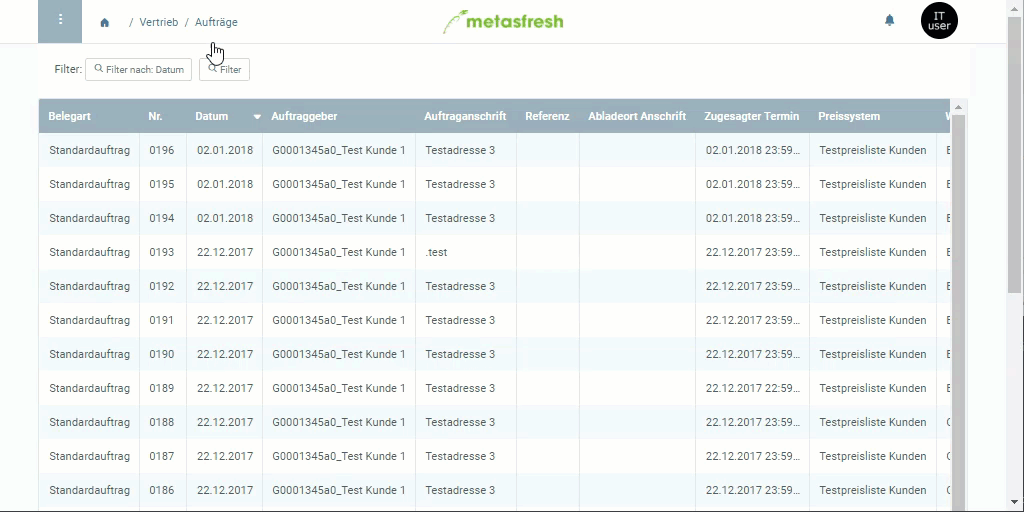 / Vertrieb / Aufträge
metasfresh
IT user
Filter: Filter nach: Datum Filter
Belegart Nr. Datum Auftraggeber Auftraganschrift Referenz Abladeort Anschrift Zugesagter Termin Preissystem
Standardauftrag 0196 02.01.2018 G0001345a0_Test Kunde 1 Testadresse 3 02.01.2018 23:59... Testpreisliste Kunden
Standardauftrag 0195 02.01.2018 G0001345a0_Test Kunde 1 Testadresse 3 02.01.2018 23:59... Testpreisliste Kunden
Standardauftrag 0194 02.01.2018 G0001345a0_Test Kunde 1 Testadresse 3 02.01.2018 23:59... Testpreisliste Kunden
Standardauftrag 0193 22.12.2017 G0001345a0_Test Kunde 1 .test 22.12.2017 23:59... Testpreisliste Kunden
Standardauftrag 0192 22.12.2017 G0001345a0_Test Kunde 1 Testadresse 3 22.12.2017 23:59... Testpreisliste Kunden
Standardauftrag 0191 22.12.2017 G0001345a0_Test Kunde 1 Testadresse 3 22.12.2017 23:59... Testpreisliste Kunden
Standardauftrag 0190 22.12.2017 G0001345a0_Test Kunde 1 Testadresse 3 22.12.2017 23:59... Testpreisliste Kunden
Standardauftrag 0189 22.12.2017 G0001345a0_Test Kunde 1 Testadresse 3 22.12.2017 22:59... Testpreisliste Kunden
Standardauftrag 0188 22.12.2017 G0001345a0_Test Kunde 1 Testadresse 3 22.12.2017 23:59... Testpreisliste Kunden
Standardauftrag 0187 22.12.2017 G0001345a0_Test Kunde 1 Testadresse 3 22.12.2017 23:59... Testpreisliste Kunden
Standardauftrag 0186 22.12.2017 G0001345a0_Test Kunde 1 Testadresse 3 22.12.2017 23:59... Testpreisliste Kunden